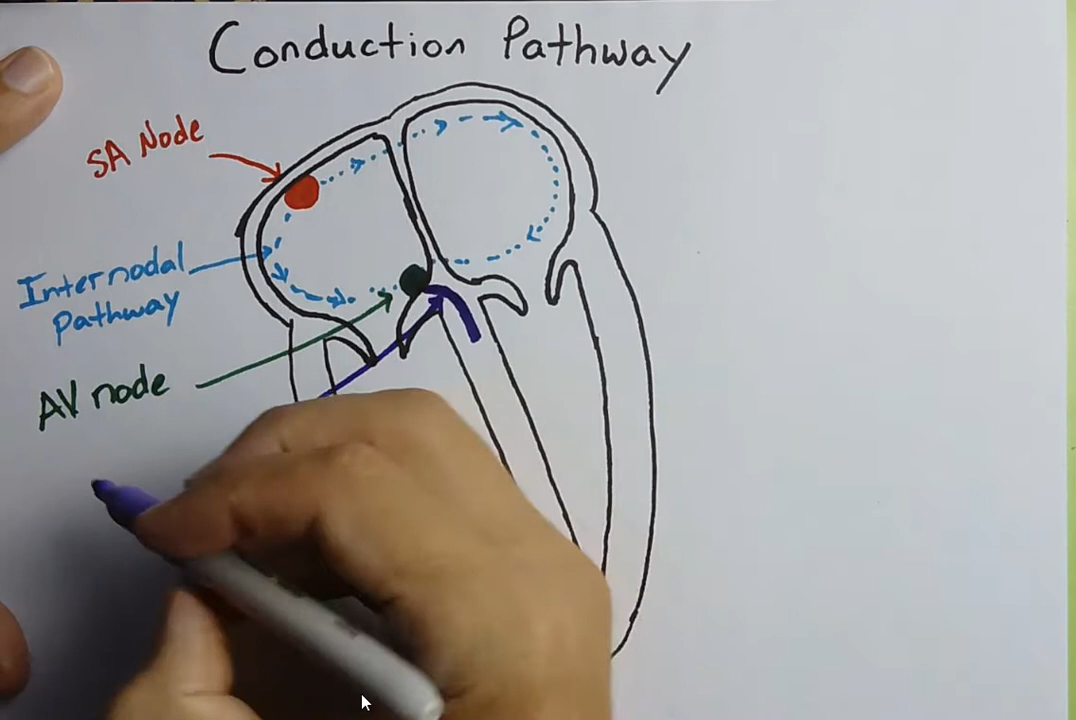 Conduction Pathway
SA Node
Internodal
Pathway
AV node